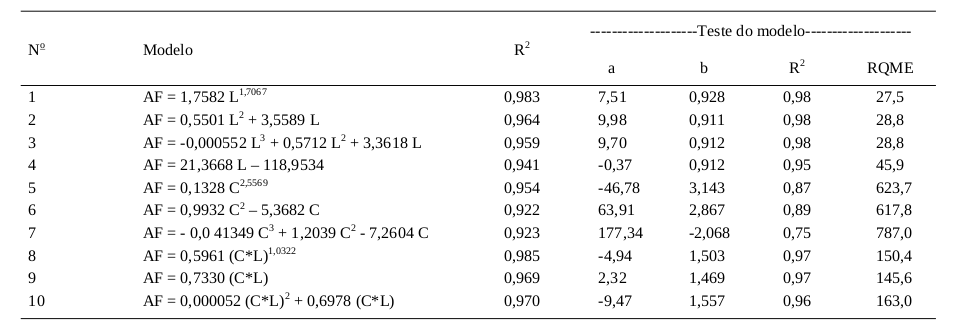 --------------------Teste do modelo--------------------
Nº Modelo R² a b R² RQME
1 AF = 1,7582 L^1,7067 0,983 7,51 0,928 0,98 27,5
2 AF = 0,5501 L² + 3,5589 L 0,964 9,98 0,911 0,98 28,8
3 AF = -0,000552 L³ + 0,5712 L² + 3,3618 L 0,959 9,70 0,912 0,98 28,8
4 AF = 21,3668 L – 118,9534 0,941 -0,37 0,912 0,95 45,9
5 AF = 0,1328 C^2,5569 0,954 -46,78 3,143 0,87 623,7
6 AF = 0,9932 C² – 5,3682 C 0,922 63,91 2,867 0,89 617,8
7 AF = - 0,0 41349 C³ + 1,2039 C² - 7,2604 C 0,923 177,34 -2,068 0,75 787,0
8 AF = 0,5961 (C*L)^1,0322 0,985 -4,94 1,503 0,97 150,4
9 AF = 0,7330 (C*L) 0,969 2,32 1,469 0,97 145,6
10 AF = 0,000052 (C*L)² + 0,6978 (C*L) 0,970 -9,47 1,557 0,96 163,0